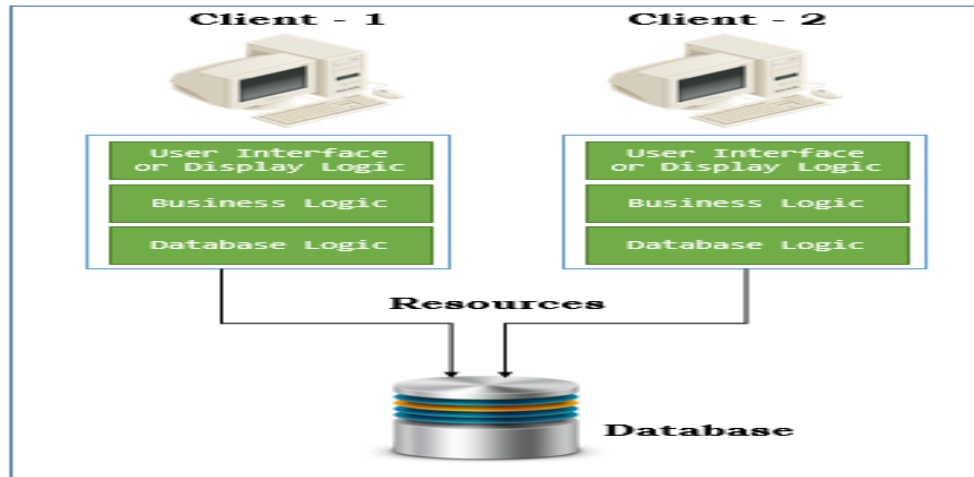 Client - 1
User Interface
or Display Logic
Business Logic
Database Logic
Client - 2
User Interface
or Display Logic
Business Logic
Database Logic
Resources
Database